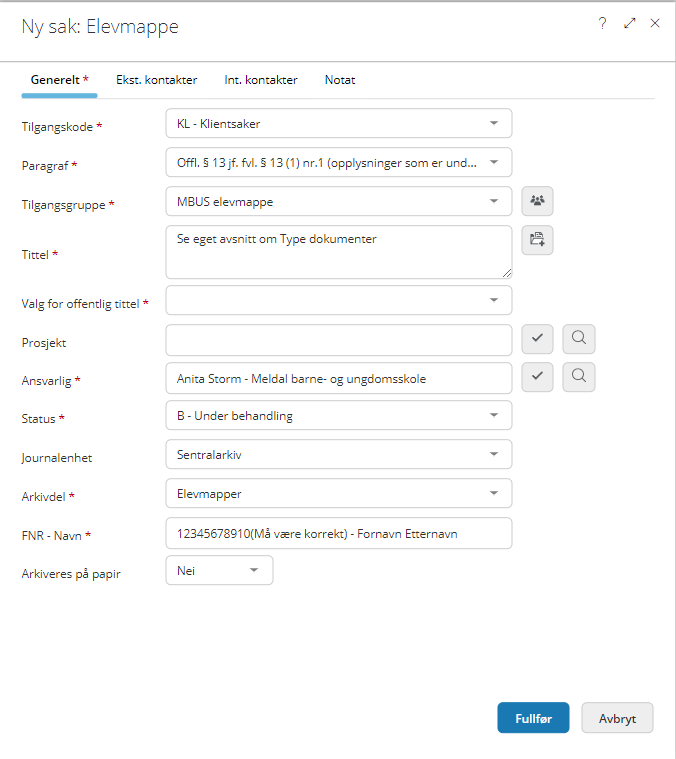 Ny sak: Elevmappe
?
Generelt * Ekst. kontakter Int. kontakter Notat
Tilgangskode * KL - Klientsaker
Paragraf * Offl. § 13 jf. fvl. § 13 (1) nr.1 (opplysninger som er und...
Tilgangsgruppe * MBUS elevmappe
Tittel * Se eget avsnitt om Type dokumenter
Valg for offentlig tittel *
Prosjekt
Ansvarlig * Anita Storm - Meldal barne- og ungdomsskole
Status * B - Under behandling
Journalenhet Sentralarkiv
Arkivdel * Elevmapper
FNR - Navn * 12345678910(Må være korrekt) - Fornavn Etternavn
Arkiveres på papir Nei
Fullfør Avbryt